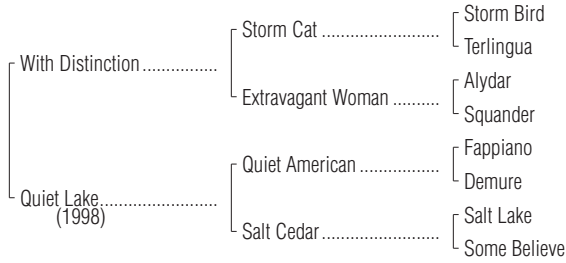 Storm Bird
Storm Cat ........................
Terlingua
With Distinction ...............
Alydar
Extravagant Woman ..........
Squander
Fappiano
Quiet American .................
Demure
Quiet Lake........................
(1998)
Salt Lake
Salt Cedar ........................
Some Believe